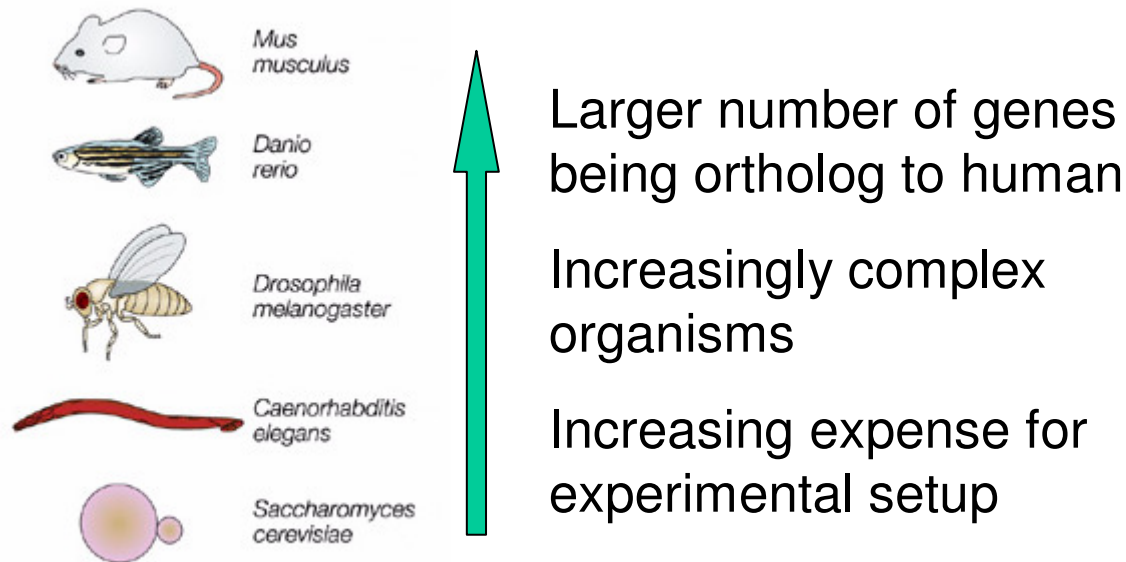 Mus
musculus
Danio
rerio
Drosophila
melanogaster
Caenorhabditis
elegans
Saccharomyces
cerevisiae
Larger number of genes
being ortholog to human
Increasingly complex
organisms
Increasing expense for
experimental setup